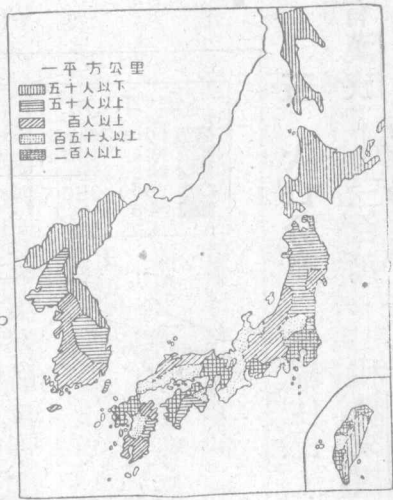 一平方公里
五十人以下
五十人以上
百人以上
百五十人以上
二百人以上